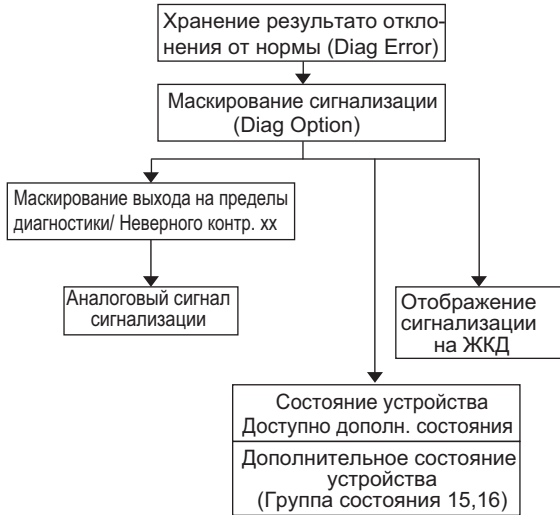 Хранение результато откло-
нения от нормы (Diag Error)
Маскирование сигнализации
(Diag Option)
Маскирование выхода на пределы
диагностики/ Неверного контр. xx
Аналоговый сигнал
сигнализации
Отображение
сигнализации
на ЖКД
Состояние устройства
Доступно дополн. состояния
Дополнительное состояние
устройства
(Группа состояния 15,16)